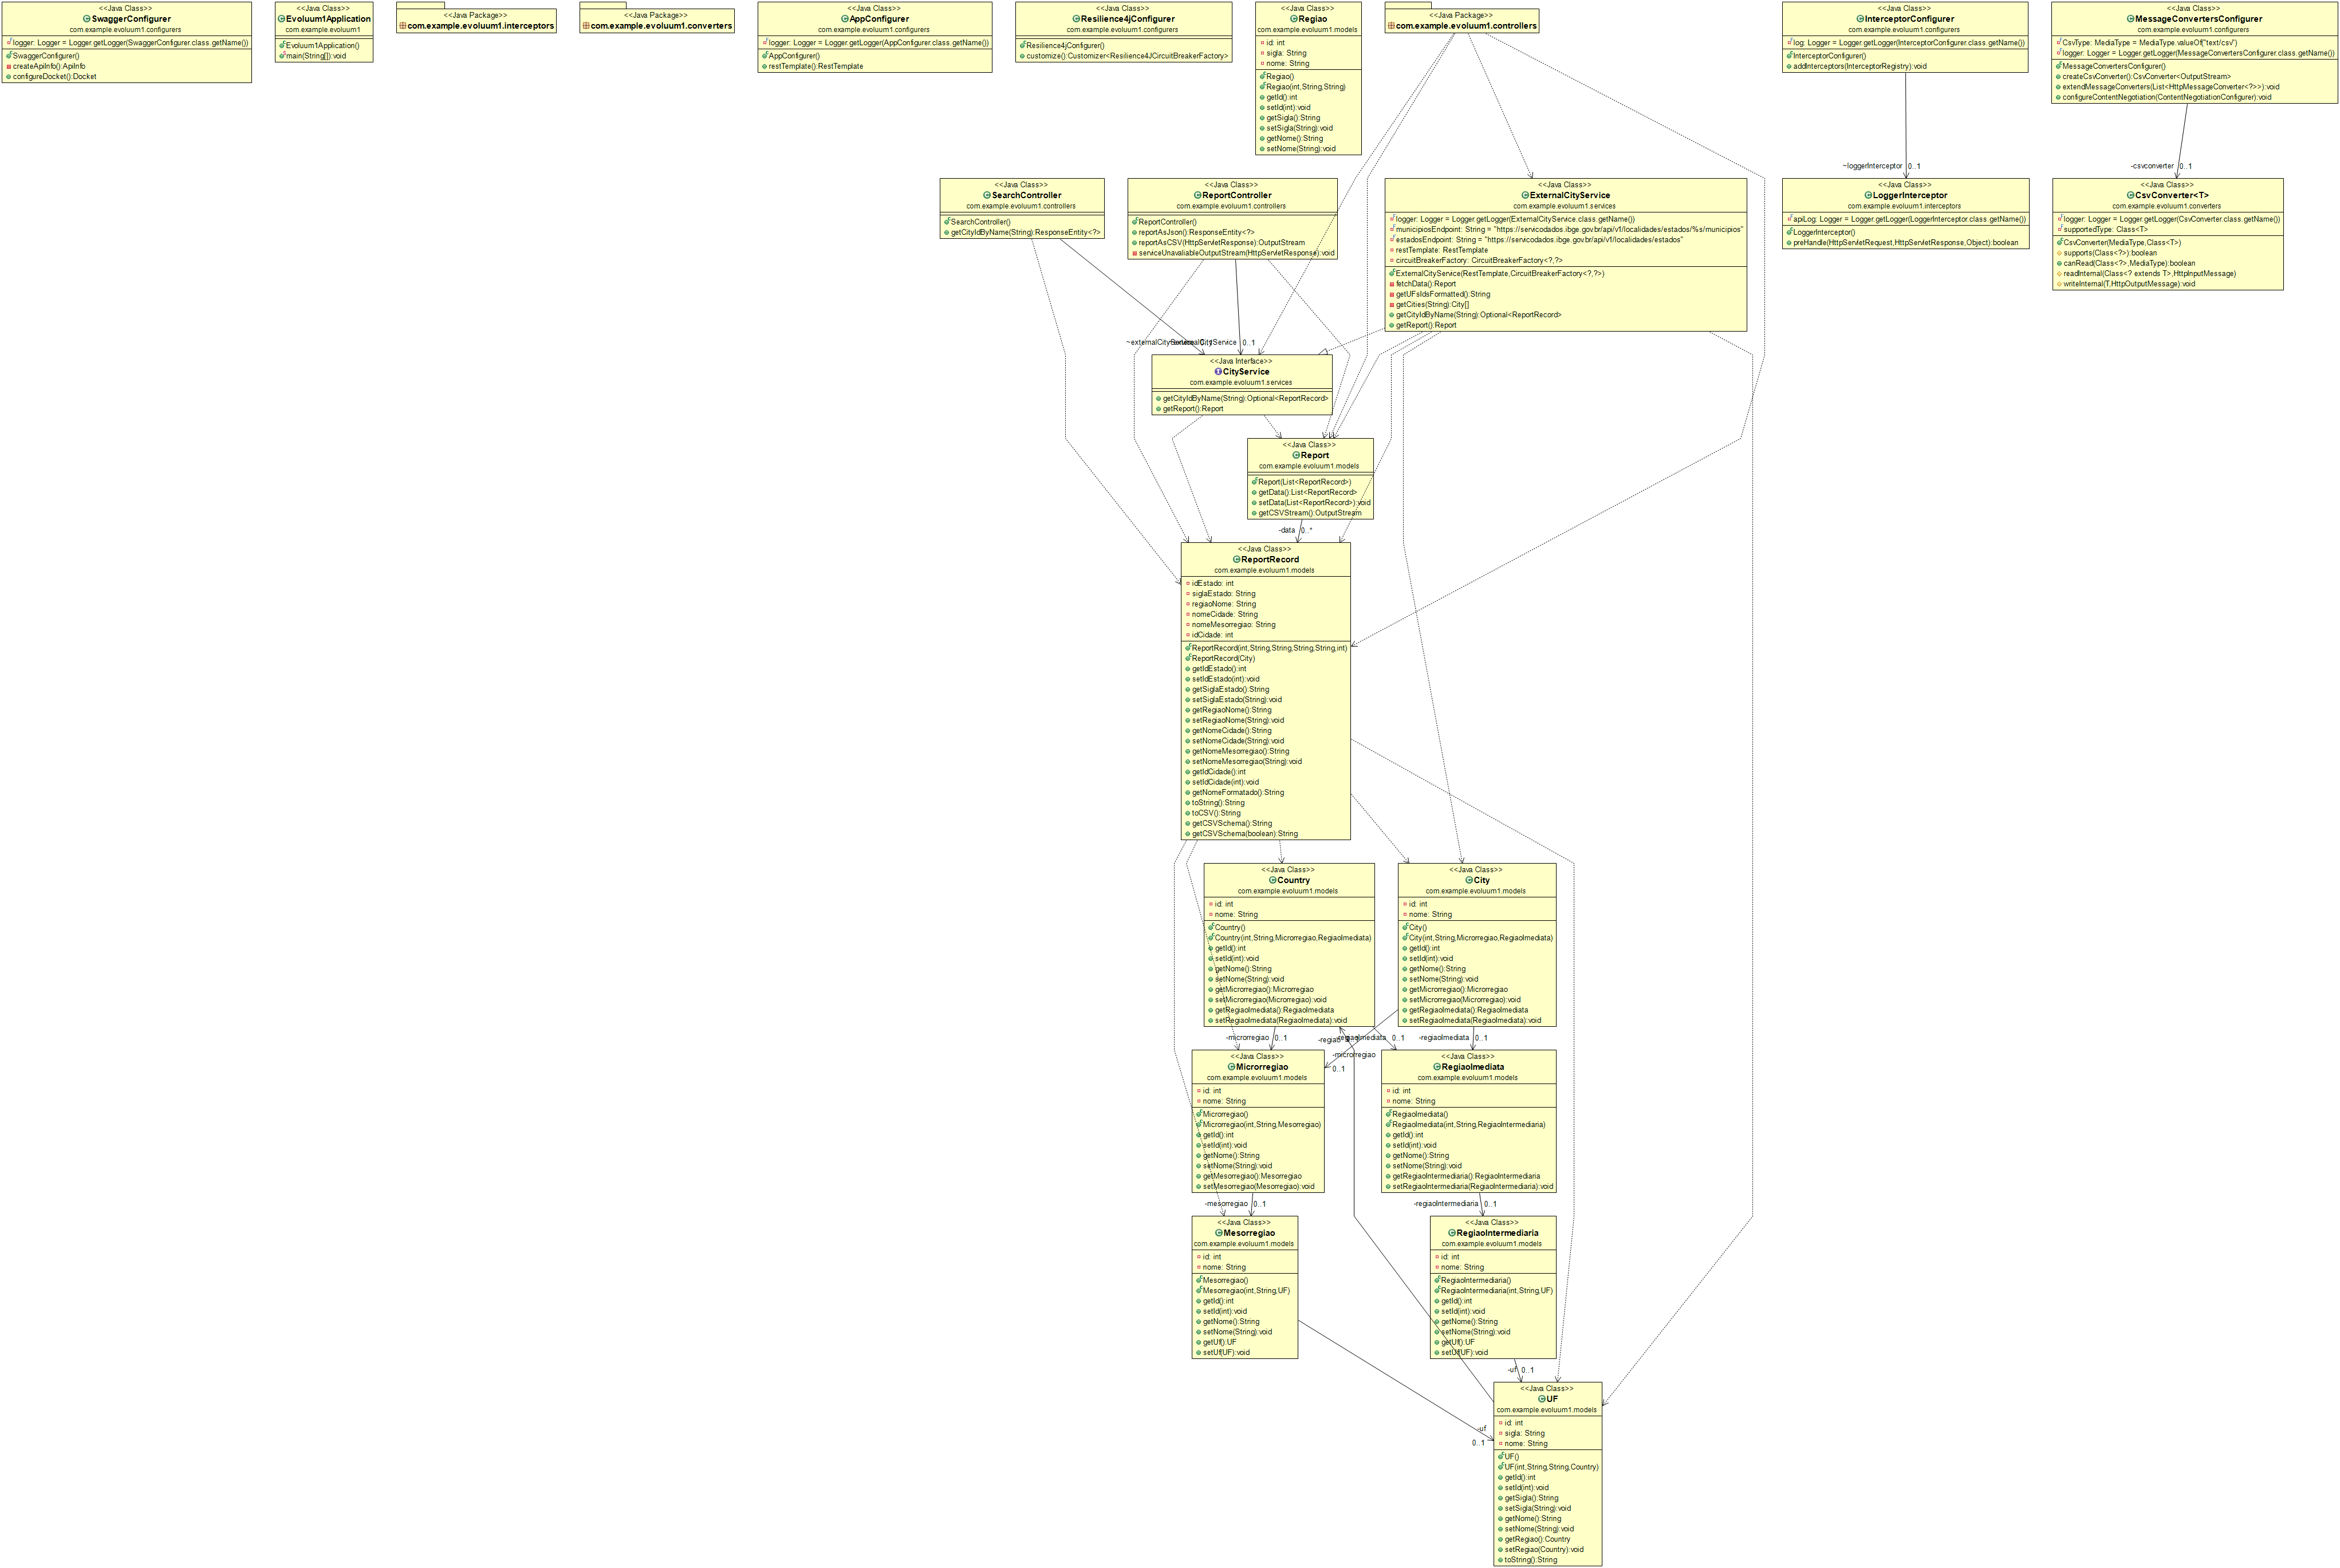 <<Java Class>>
SwaggerConfigurer
com.example.evoluum1.configurers
logger: Logger = Logger.getLogger(SwaggerConfigurer.class.getName())
SwaggerConfigurer()
createApiInfo():ApiInfo
configureDocket():Docket
<<Java Class>>
Evoluum1Application
com.example.evoluum1
Evoluum1Application()
main(String[]):void
<<Java Package>>
com.example.evoluum1.interceptors
<<Java Package>>
com.example.evoluum1.converters
<<Java Class>>
AppConfigurer
com.example.evoluum1.configurers
logger: Logger = Logger.getLogger(AppConfigurer.class.getName())
AppConfigurer()
restTemplate():RestTemplate
<<Java Class>>
Resilience4jConfigurer
com.example.evoluum1.configurers
Resilience4jConfigurer()
customize():Customizer<Resilience4JCircuitBreakerFactory>
<<Java Class>>
Regiao
com.example.evoluum1.models
id: int
sigla: String
nome: String
Regiao()
Regiao(int,String,String)
getId():int
setId(int):void
getSigla():String
setSigla(String):void
getNome():String
setNome(String):void
<<Java Package>>
com.example.evoluum1.controllers
<<Java Class>>
InterceptorConfigurer
com.example.evoluum1.configurers
log: Logger = Logger.getLogger(InterceptorConfigurer.class.getName())
InterceptorConfigurer()
addInterceptors(InterceptorRegistry):void
<<Java Class>>
MessageConvertersConfigurer
com.example.evoluum1.configurers
CsvType: MediaType = MediaType.valueOf("text/csv")
logger: Logger = Logger.getLogger(MessageConvertersConfigurer.class.getName())
MessageConvertersConfigurer()
createCsvConverter():CsvConverter<OutputStream>
extendMessageConverters(List<HttpMessageConverter<?>>):void
configureContentNegotiation(ContentNegotiationConfigurer):void
~loggerInterceptor 0..1
-csvconverter 0..1
<<Java Class>>
SearchController
com.example.evoluum1.controllers
SearchController()
getCityIdByName(String):ResponseEntity<?>
<<Java Class>>
ReportController
com.example.evoluum1.controllers
ReportController()
reportAsJson():ResponseEntity<?>
reportAsCSV(HttpServletResponse):OutputStream
serviceUnavaliableOutputStream(HttpServletResponse):void
<<Java Class>>
ExternalCityService
com.example.evoluum1.services
logger: Logger = Logger.getLogger(ExternalCityService.class.getName())
municipiosEndpoint: String = "https://servicodados.ibge.gov.br/api/v1/localidades/estados/%s/municipios"
estadosEndpoint: String = "https://servicodados.ibge.gov.br/api/v1/localidades/estados"
restTemplate: RestTemplate
circuitBreakerFactory: CircuitBreakerFactory<?,?>
ExternalCityService(RestTemplate,CircuitBreakerFactory<?,?>)
fetchData():Report
getUFsIdsFormatted():String
getCities(String):City[]
getCityIdByName(String):Optional<ReportRecord>
getReport():Report
<<Java Class>>
LoggerInterceptor
com.example.evoluum1.interceptors
apiLog: Logger = Logger.getLogger(LoggerInterceptor.class.getName())
LoggerInterceptor()
preHandle(HttpServletRequest,HttpServletResponse,Object):boolean
<<Java Class>>
CsvConverter<T>
com.example.evoluum1.converters
logger: Logger = Logger.getLogger(CsvConverter.class.getName())
supportedType: Class<T>
CsvConverter(MediaType,Class<T>)
supports(Class<?>):boolean
canRead(Class<?>,MediaType):boolean
readInternal(Class<? extends T>,HttpInputMessage)
writeInternal(T,HttpOutputMessage):void
~externalCityService 0..1
<<Java Interface>>
CityService
com.example.evoluum1.services
getCityIdByName(String):Optional<ReportRecord>
getReport():Report
<<Java Class>>
Report
com.example.evoluum1.models
Report(List<ReportRecord>)
getData():List<ReportRecord>
setData(List<ReportRecord>):void
getCSVStream():OutputStream
-data 0..*
<<Java Class>>
ReportRecord
com.example.evoluum1.models
idEstado: int
siglaEstado: String
regiaoNome: String
nomeCidade: String
nomeMesorregiao: String
idCidade: int
ReportRecord(int,String,String,String,String,int)
ReportRecord(City)
getIdEstado():int
setIdEstado(int):void
getSiglaEstado():String
setSiglaEstado(String):void
getRegiaoNome():String
setRegiaoNome(String):void
getNomeCidade():String
setNomeCidade(String):void
getNomeMesorregiao():String
setNomeMesorregiao(String):void
getIdCidade():int
setIdCidade(int):void
getNomeFormatado():String
toString():String
toCSV():String
getCSVSchema():String
getCSVSchema(boolean):String
<<Java Class>>
Country
com.example.evoluum1.models
id: int
nome: String
Country()
Country(int,String,Microrregiao,RegiaoImediata)
getId():int
setId(int):void
getNome():String
setNome(String):void
getMicrorregiao():Microrregiao
setMicrorregiao(Microrregiao):void
getRegiaoImediata():RegiaoImediata
setRegiaoImediata(RegiaoImediata):void
<<Java Class>>
City
com.example.evoluum1.models
id: int
nome: String
City()
City(int,String,Microrregiao,RegiaoImediata)
getId():int
setId(int):void
getNome():String
setNome(String):void
getMicrorregiao():Microrregiao
setMicrorregiao(Microrregiao):void
getRegiaoImediata():RegiaoImediata
setRegiaoImediata(RegiaoImediata):void
-microrregiao 0..1
-regiao
-regiaoImediata 0..1
-regiaoImediata 0..1
-microrregiao
0..1
<<Java Class>>
Microrregiao
com.example.evoluum1.models
id: int
nome: String
Microrregiao()
Microrregiao(int,String,Mesorregiao)
getId():int
setId(int):void
getNome():String
setNome(String):void
getMesorregiao():Mesorregiao
setMesorregiao(Mesorregiao):void
<<Java Class>>
RegiaoImediata
com.example.evoluum1.models
id: int
nome: String
RegiaoImediata()
RegiaoImediata(int,String,RegiaoIntermediaria)
getId():int
setId(int):void
getNome():String
setNome(String):void
getRegiaoIntermediaria():RegiaoIntermediaria
setRegiaoIntermediaria(RegiaoIntermediaria):void
-mesorregiao 0..1
-regiaoIntermediaria 0..1
<<Java Class>>
Mesorregiao
com.example.evoluum1.models
id: int
nome: String
Mesorregiao()
Mesorregiao(int,String,UF)
getId():int
setId(int):void
getNome():String
setNome(String):void
getUf():UF
setUf(UF):void
<<Java Class>>
RegiaoIntermediaria
com.example.evoluum1.models
id: int
nome: String
RegiaoIntermediaria()
RegiaoIntermediaria(int,String,UF)
getId():int
setId(int):void
getNome():String
setNome(String):void
getUf():UF
setUf(UF):void
-uf 0..1
-uf
0..1
<<Java Class>>
UF
com.example.evoluum1.models
id: int
sigla: String
nome: String
UF()
UF(int,String,String,Country)
getId():int
setId(int):void
getSigla():String
setSigla(String):void
getNome():String
setNome(String):void
getRegiao():Country
setRegiao(Country):void
toString():String